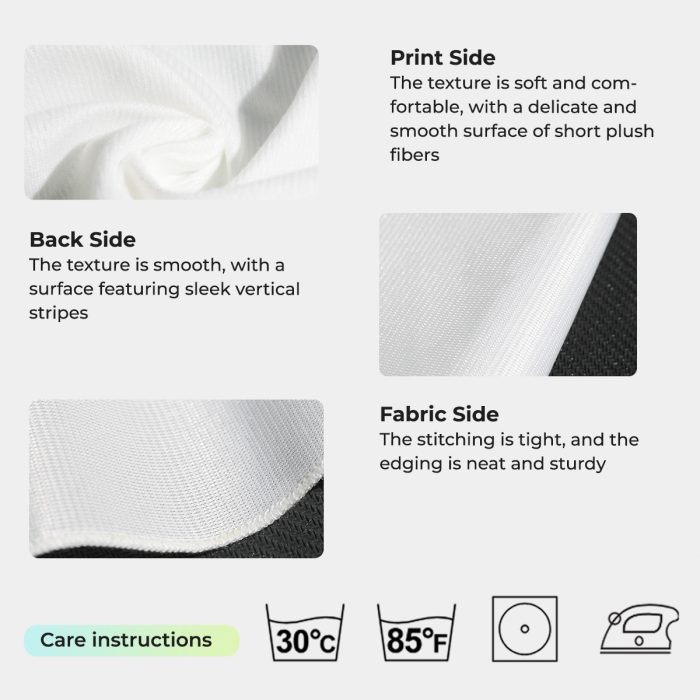 Print Side
The texture is soft and com-
fortable, with a delicate and
smooth surface of short plush
fibers
Back Side
The texture is smooth, with a
surface featuring sleek vertical
stripes
Fabric Side
The stitching is tight, and the
edging is neat and sturdy
Care instructions
30°C
85°F